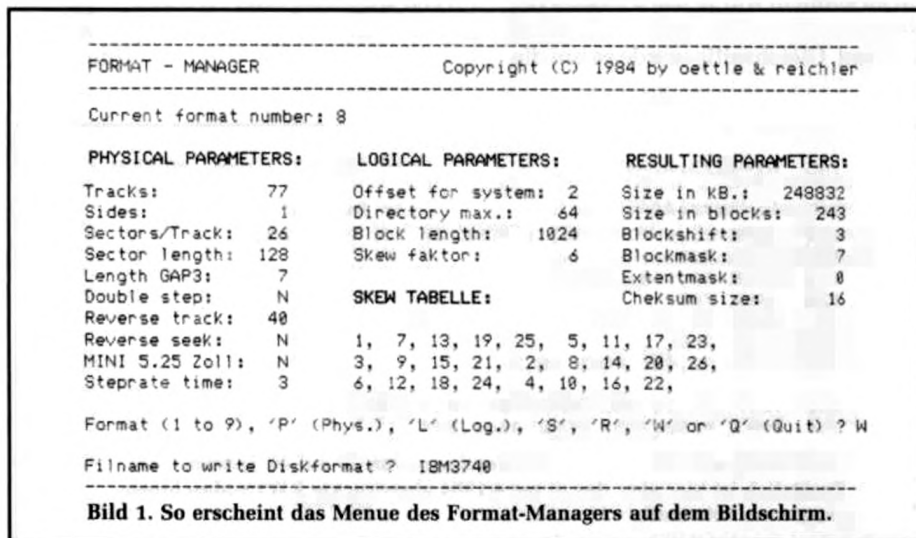 FORMAT - MANAGER Copyright (C) 1984 by oettle & reichler
Current format number: 8
PHYSICAL PARAMETERS: LOGICAL PARAMETERS: RESULTING PARAMETERS:
Tracks: 77 Offset for system: 2 Size in kB.: 248832
Sides: 1 Directory max.: 64 Size in blocks: 243
Sectors/Track: 26 Block length: 1024 Blockshift: 3
Sector length: 128 Skew faktor: 6 Blockmask: 7
Length GAP3: 7 Extentmask: 0
Double step: N SKEW TABELLE: Cheksum size: 16
Reverse track: 40
Reverse seek: N 1, 7, 13, 19, 25, 5, 11, 17, 23,
MINI 5.25 Zoll: N 3, 9, 15, 21, 2, 8, 14, 20, 26,
Steprate time: 3 6, 12, 18, 24, 4, 10, 16, 22,
Format (1 to 9), 'P' (Phys.), 'L' (Log.), 'S', 'R', 'W' or 'Q' (Quit) ? W
Filname to write Diskformat ? IBM3740
Bild 1. So erscheint das Menue des Format-Managers auf dem Bildschirm.